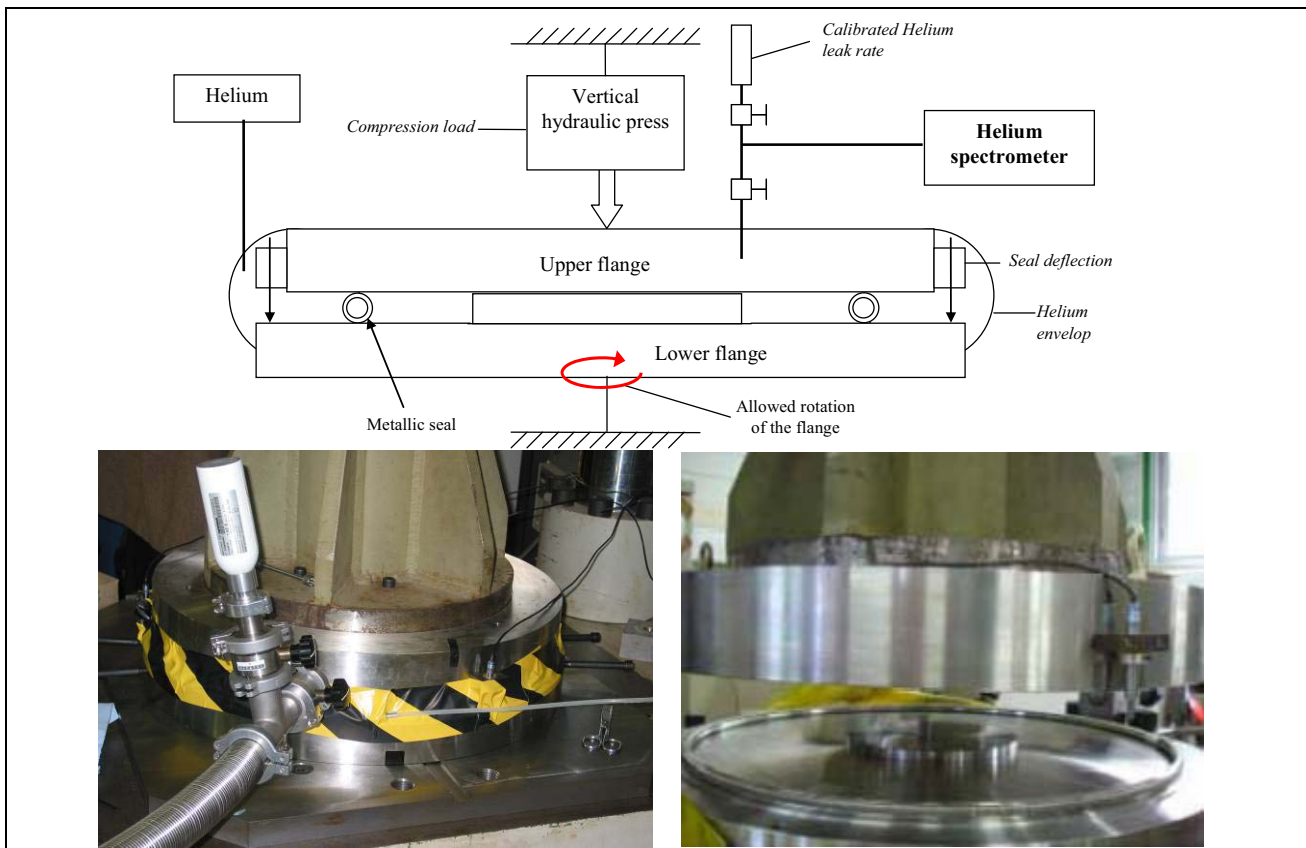 Calibrated Helium
leak rate
Helium
Vertical
hydraulic press
Compression load
Helium
spectrometer
Upper flange
Seal deflection
Helium
envelop
Lower flange
Metallic seal
Allowed rotation
of the flange